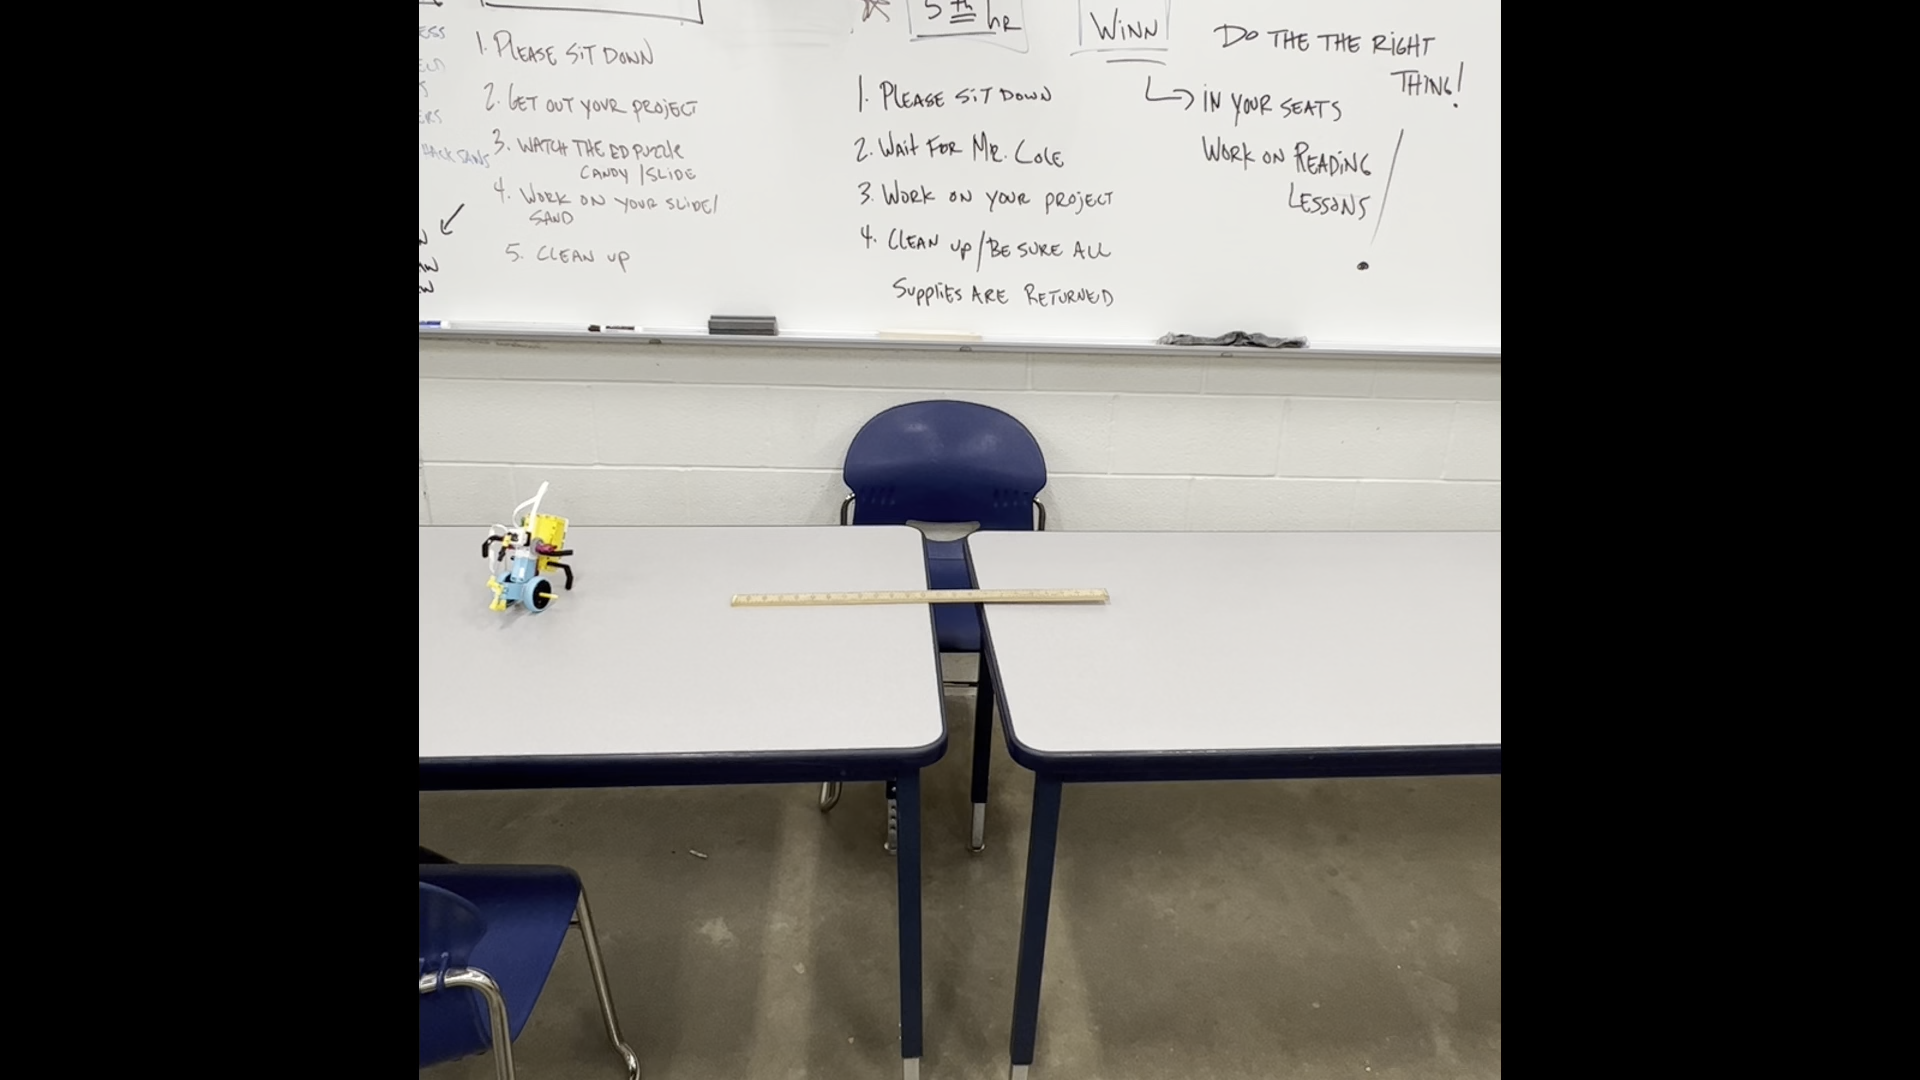 1. PLEASE SIT DOWN
2. GET OUT YOUR PROJECT
3. WATCH THE EDPUZZLE
CANDY/SLIDE
4. WORK ON YOUR SLIDE/
SAND
5. CLEAN UP
5th hR
1. PLEASE SIT DOWN
2. WAIT FOR MR. COLE
3. WORK ON YOUR PROJECT
4. CLEAN UP/BE SURE ALL
SUPPLIES ARE RETURNED
WINN
IN YOUR SEATS
WORK ON READING
LESSONS
DO THE THE RIGHT
THING!